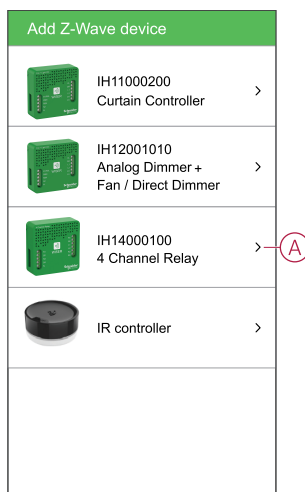 Add Z-Wave device
IH11000200
Curtain Controller
IH12001010
Analog Dimmer +
Fan / Direct Dimmer
IH14000100
4 Channel Relay
A
IR controller